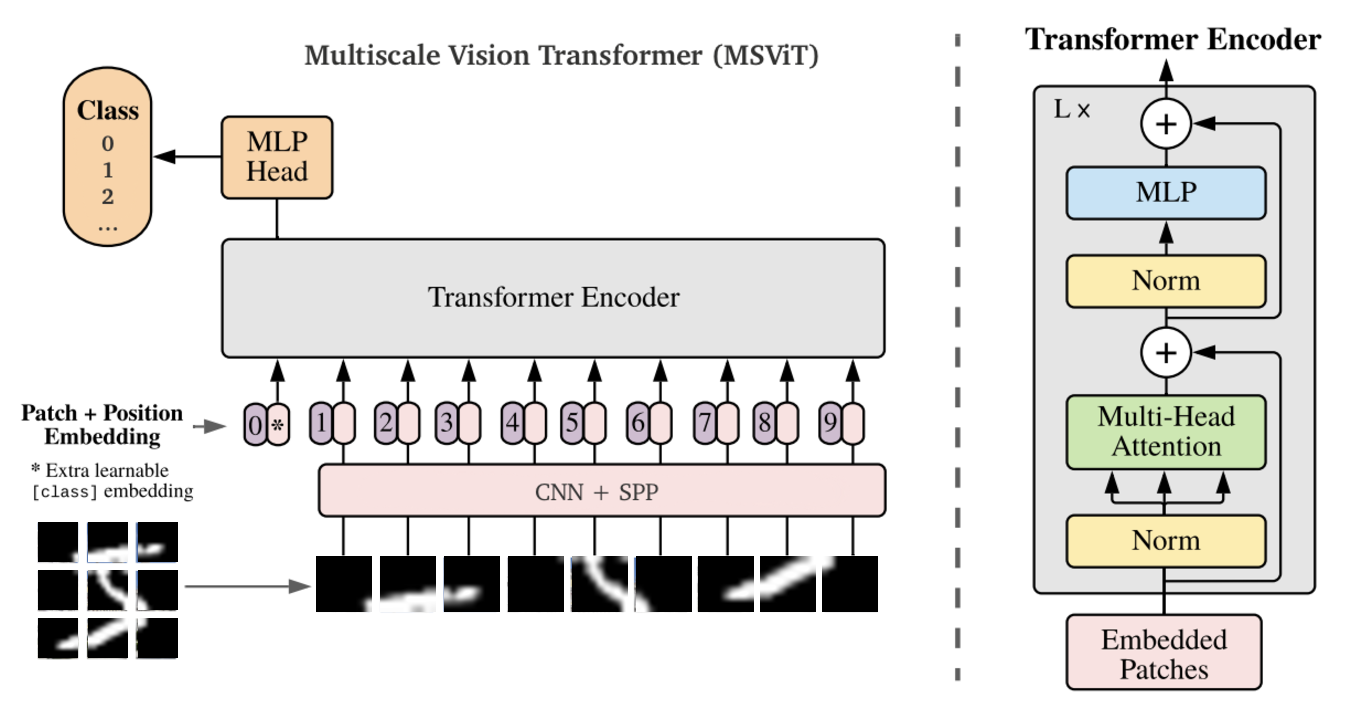 Multiscale Vision Transformer (MSViT)
Class
0
1
2
...
MLP
Head
Transformer Encoder
Patch + Position
Embedding
* Extra learnable
[class] embedding
0 * 1 2 3 4 5 6 7 8 9
CNN + SPP
Transformer Encoder
L ×
+
MLP
Norm
+
Multi-Head
Attention
Norm
Embedded
Patches